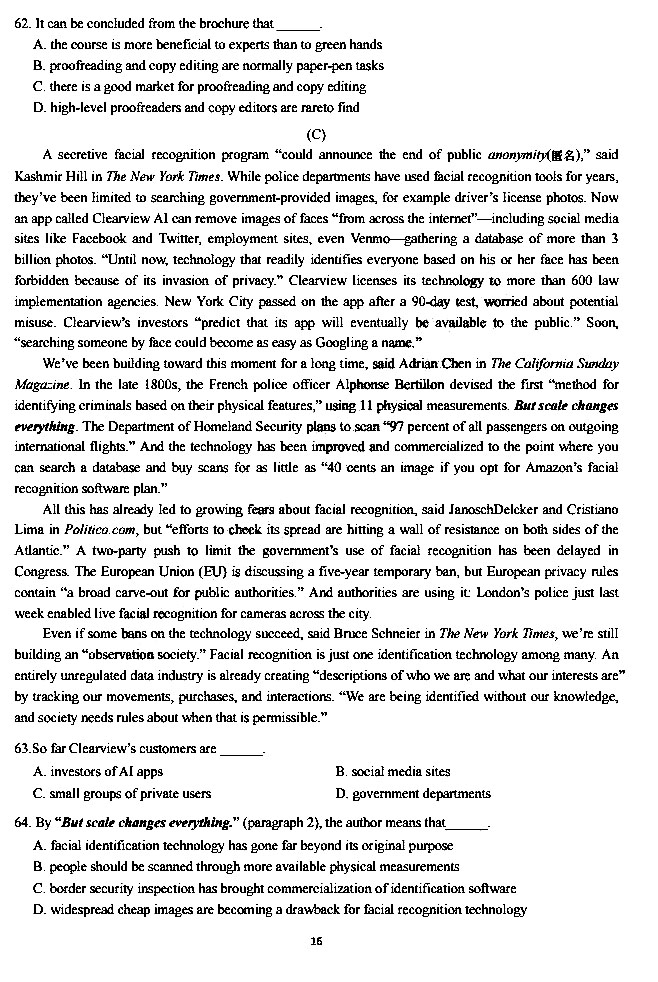 62. It can be concluded from the brochure that ______.
A. the course is more beneficial to experts than to green hands
B. proofreading and copy editing are normally paper-pen tasks
C. there is a good market for proofreading and copy editing
D. high-level proofreaders and copy editors are rareto find
(C)
A secretive facial recognition program “could announce the end of public anonymity(匿名),” said
Kashmir Hill in The New York Times. While police departments have used facial recognition tools for years,
they’ve been limited to searching government-provided images, for example driver’s license photos. Now
an app called Clearview AI can remove images of faces “from across the internet”—including social media
sites like Facebook and Twitter, employment sites, even Venmo—gathering a database of more than 3
billion photos. “Until now, technology that readily identifies everyone based on his or her face has been
forbidden because of its invasion of privacy.” Clearview licenses its technology to more than 600 law
implementation agencies. New York City passed on the app after a 90-day test, worried about potential
misuse. Clearview’s investors “predict that its app will eventually be available to the public.” Soon,
“searching someone by face could become as easy as Googling a name.”
We’ve been building toward this moment for a long time, said Adrian Chen in The California Sunday
Magazine. In the late 1800s, the French police officer Alphonse Bertillon devised the first “method for
identifying criminals based on their physical features,” using 11 physical measurements. But scale changes
everything. The Department of Homeland Security plans to scan “97 percent of all passengers on outgoing
international flights.” And the technology has been improved and commercialized to the point where you
can search a database and buy scans for as little as “40 cents an image if you opt for Amazon’s facial
recognition software plan.”
All this has already led to growing fears about facial recognition, said JanoschDelcker and Cristiano
Lima in Politico.com, but “efforts to check its spread are hitting a wall of resistance on both sides of the
Atlantic.” A two-party push to limit the government’s use of facial recognition has been delayed in
Congress. The European Union (EU) is discussing a five-year temporary ban, but European privacy rules
contain “a broad carve-out for public authorities.” And authorities are using it: London’s police just last
week enabled live facial recognition for cameras across the city.
Even if some bans on the technology succeed, said Bruce Schneier in The New York Times, we’re still
building an “observation society.” Facial recognition is just one identification technology among many. An
entirely unregulated data industry is already creating “descriptions of who we are and what our interests are”
by tracking our movements, purchases, and interactions. “We are being identified without our knowledge,
and society needs rules about when that is permissible.”
63.So far Clearview’s customers are ______.
A. investors of AI apps B. social media sites
C. small groups of private users D. government departments
64. By “But scale changes everything.” (paragraph 2), the author means that______.
A. facial identification technology has gone far beyond its original purpose
B. people should be scanned through more available physical measurements
C. border security inspection has brought commercialization of identification software
D. widespread cheap images are becoming a drawback for facial recognition technology
16